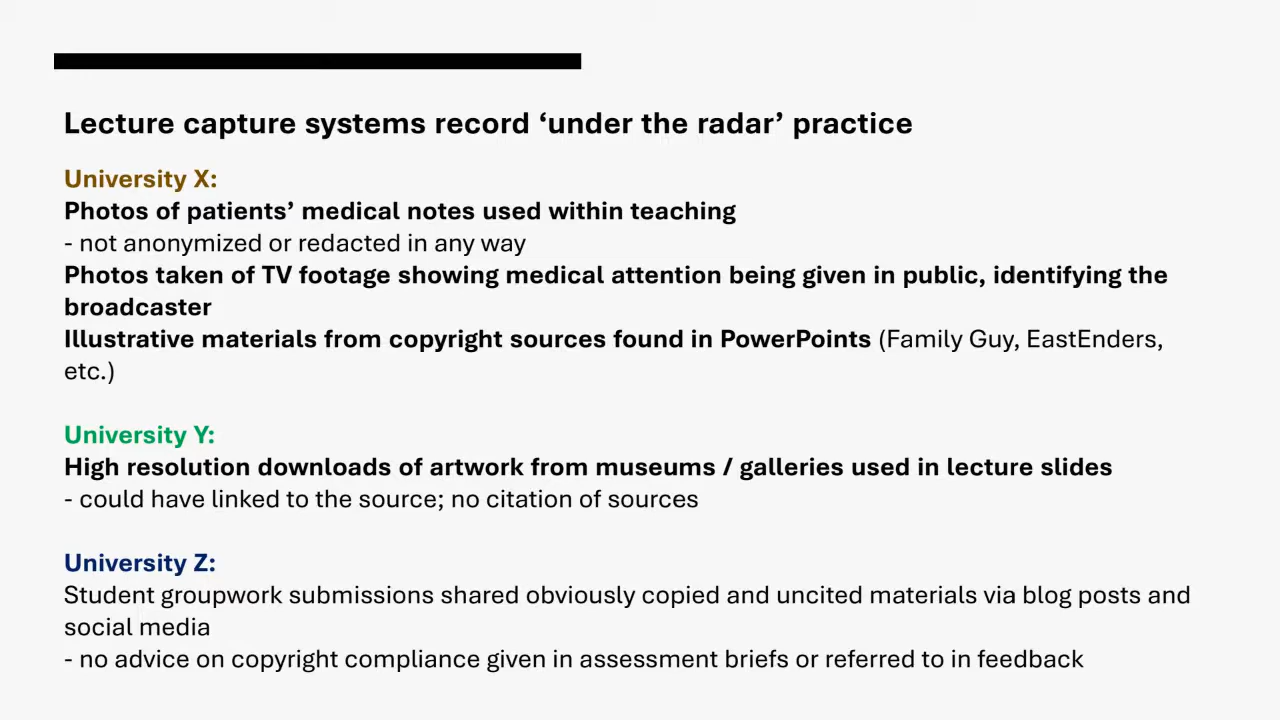 Lecture capture systems record ‘under the radar’ practice
University X:
Photos of patients’ medical notes used within teaching
- not anonymized or redacted in any way
Photos taken of TV footage showing medical attention being given in public, identifying the
broadcaster
Illustrative materials from copyright sources found in PowerPoints (Family Guy, EastEnders,
etc.)
University Y:
High resolution downloads of artwork from museums / galleries used in lecture slides
- could have linked to the source; no citation of sources
University Z:
Student groupwork submissions shared obviously copied and uncited materials via blog posts and
social media
- no advice on copyright compliance given in assessment briefs or referred to in feedback